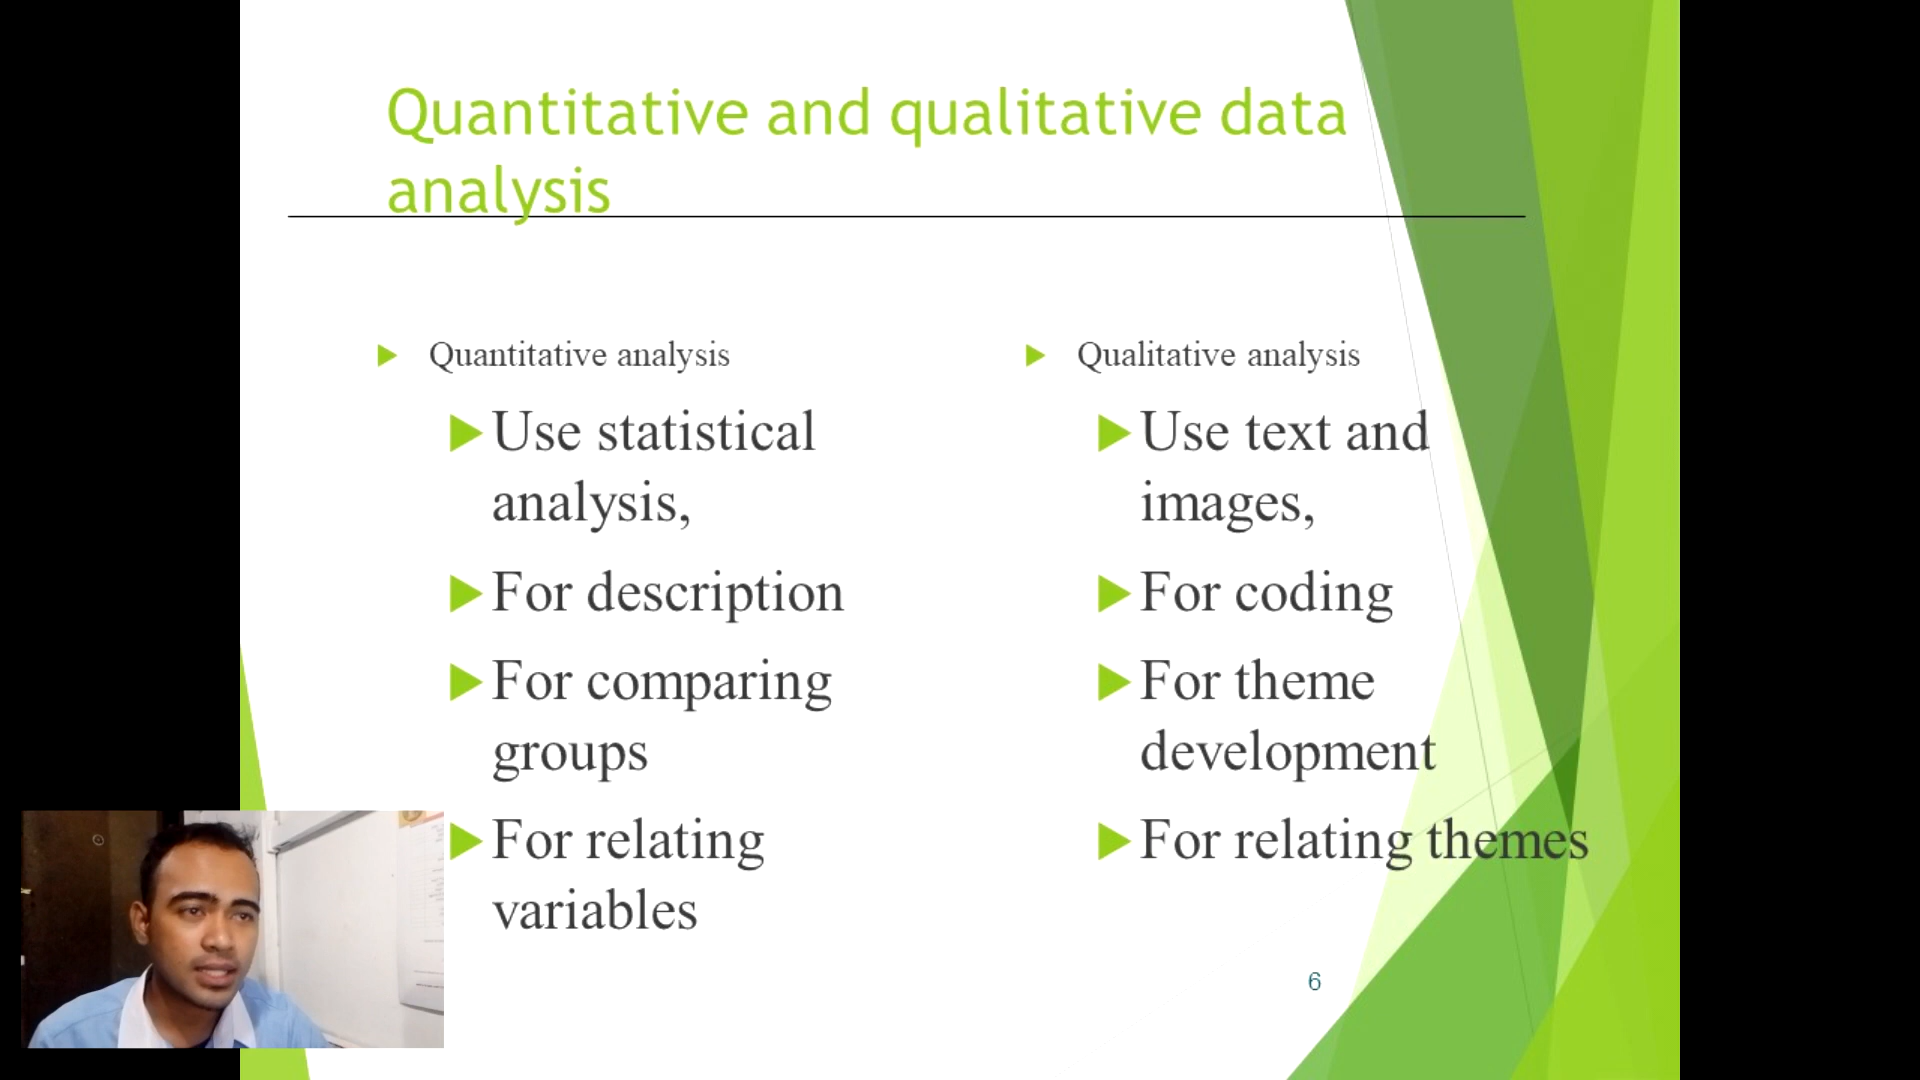 Quantitative and qualitative data
analysis
Quantitative analysis
Use statistical
analysis,
For description
For comparing
groups
For relating
variables
Qualitative analysis
Use text and
images,
For coding
For theme
development
For relating themes
6